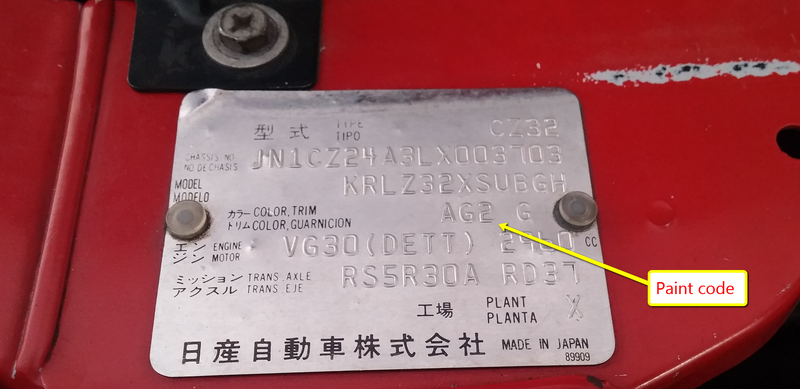 型式 TYPE TIPO CZ32
CHASSIS NO. NO.DE CHASIS JN1CZ24A3LX003703
MODEL MODELO KRLZ32XSUBGH
カラー COLOR,TRIM トリム COLOR,GUARNICION AG2 G
エンジン ENGINE MOTOR VG30(DETT) 2960 CC
ミッション TRANS.AXLE アクスル TRANS.EJE RS5R30A RD37
工場 PLANT PLANTA X
日産自動車株式会社 MADE IN JAPAN
89909
Paint code